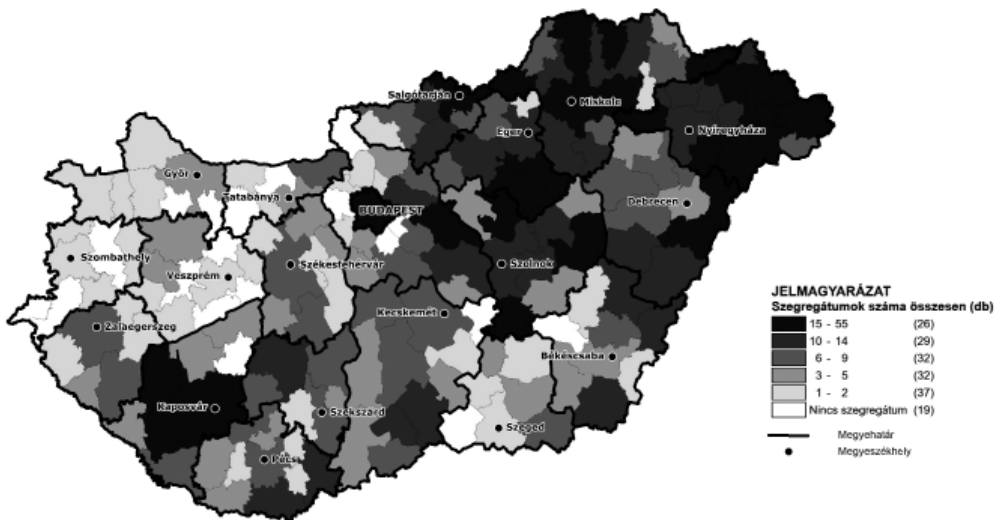 Salgótarján
Miskolc
Eger
Nyíregyháza
Győr
Tatabánya
BUDAPEST
Debrecen
Szombathely
Székesfehérvár
Szolnok
Veszprém
Kecskemét
Zalaegerszeg
Békéscsaba
Kaposvár
Szekszárd
Szeged
Pécs
JELMAGYARÁZAT
Szegregátumok száma összesen (db)
15 - 55 (26)
10 - 14 (29)
6 - 9 (32)
3 - 5 (32)
1 - 2 (37)
Nincs szegregátum (19)
Megyehatár
Megyeszékhely